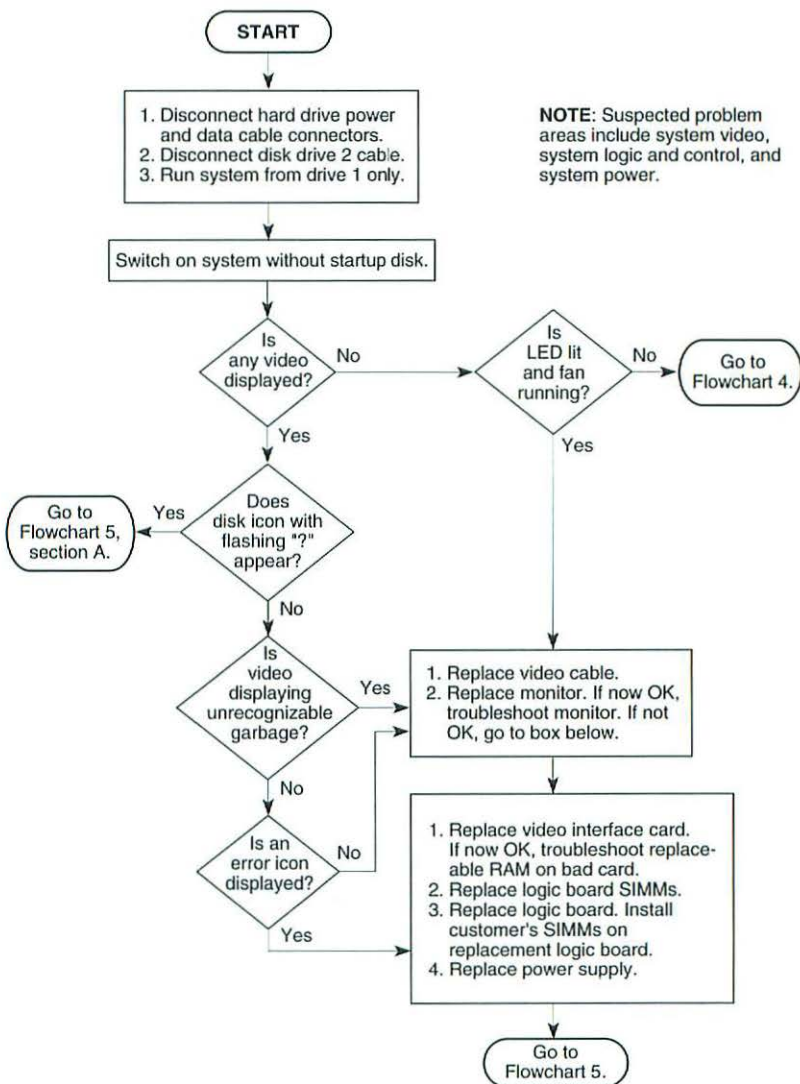 START
1. Disconnect hard drive power
and data cable connectors.
2. Disconnect disk drive 2 cable.
3. Run system from drive 1 only.
NOTE: Suspected problem
areas include system video,
system logic and control, and
system power.
Switch on system without startup disk.
Is
any video
displayed?
No
Is
LED lit
and fan
running?
No
Go to
Flowchart 4.
Yes
Yes
Does
disk icon with
flashing "?"
appear?
Yes
Go to
Flowchart 5,
section A.
No
Is
video
displaying
unrecognizable
garbage?
Yes
1. Replace video cable.
2. Replace monitor. If now OK,
troubleshoot monitor. If not
OK, go to box below.
No
Is an
error icon
displayed?
No
Yes
1. Replace video interface card.
If now OK, troubleshoot replace-
able RAM on bad card.
2. Replace logic board SIMMs.
3. Replace logic board. Install
customer's SIMMs on
replacement logic board.
4. Replace power supply.
Go to
Flowchart 5.